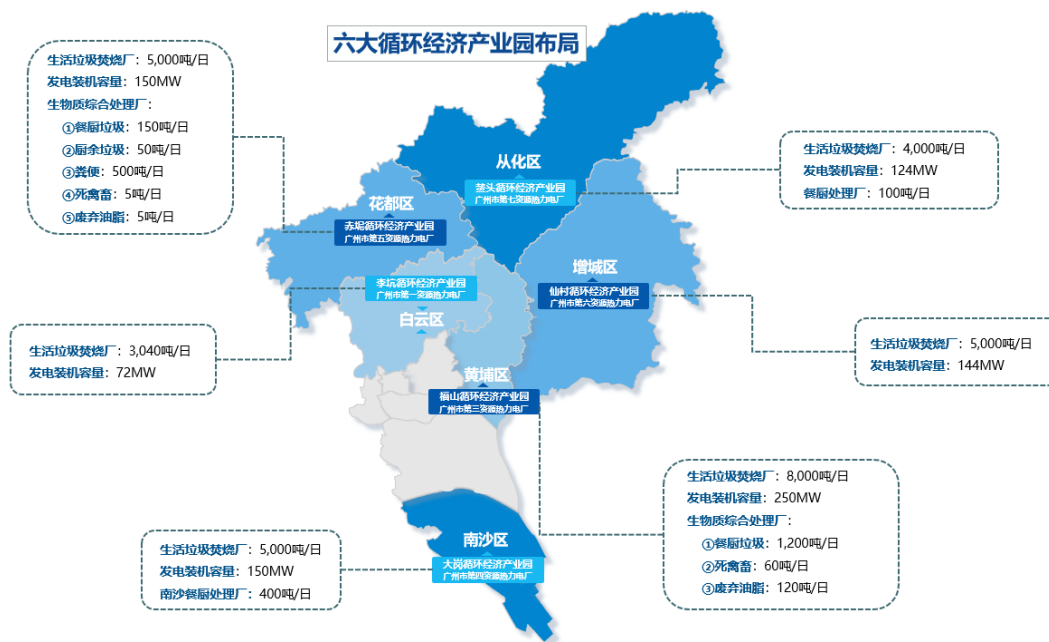 六大循环经济产业园布局
生活垃圾焚烧厂：5,000吨/日
发电装机容量：150MW
生物质综合处理厂：
①餐厨垃圾：150吨/日
②厨余垃圾：50吨/日
③粪便：500吨/日
④死禽畜：5吨/日
⑤废弃油脂：5吨/日
从化区
鳌头循环经济产业园
广州市第七资源热力电厂
生活垃圾焚烧厂：4,000吨/日
发电装机容量：124MW
餐厨处理厂：100吨/日
花都区
赤坭循环经济产业园
广州市第五资源热力电厂
增城区
仙村循环经济产业园
广州市第六资源热力电厂
李坑循环经济产业园
广州市第一资源热力电厂
白云区
生活垃圾焚烧厂：3,040吨/日
发电装机容量：72MW
生活垃圾焚烧厂：5,000吨/日
发电装机容量：144MW
黄埔区
福山循环经济产业园
广州市第三资源热力电厂
生活垃圾焚烧厂：8,000吨/日
发电装机容量：250MW
生物质综合处理厂：
①餐厨垃圾：1,200吨/日
②死禽畜：60吨/日
③废弃油脂：120吨/日
南沙区
大岗循环经济产业园
广州市第四资源热力电厂
生活垃圾焚烧厂：5,000吨/日
发电装机容量：150MW
南沙餐厨处理厂：400吨/日